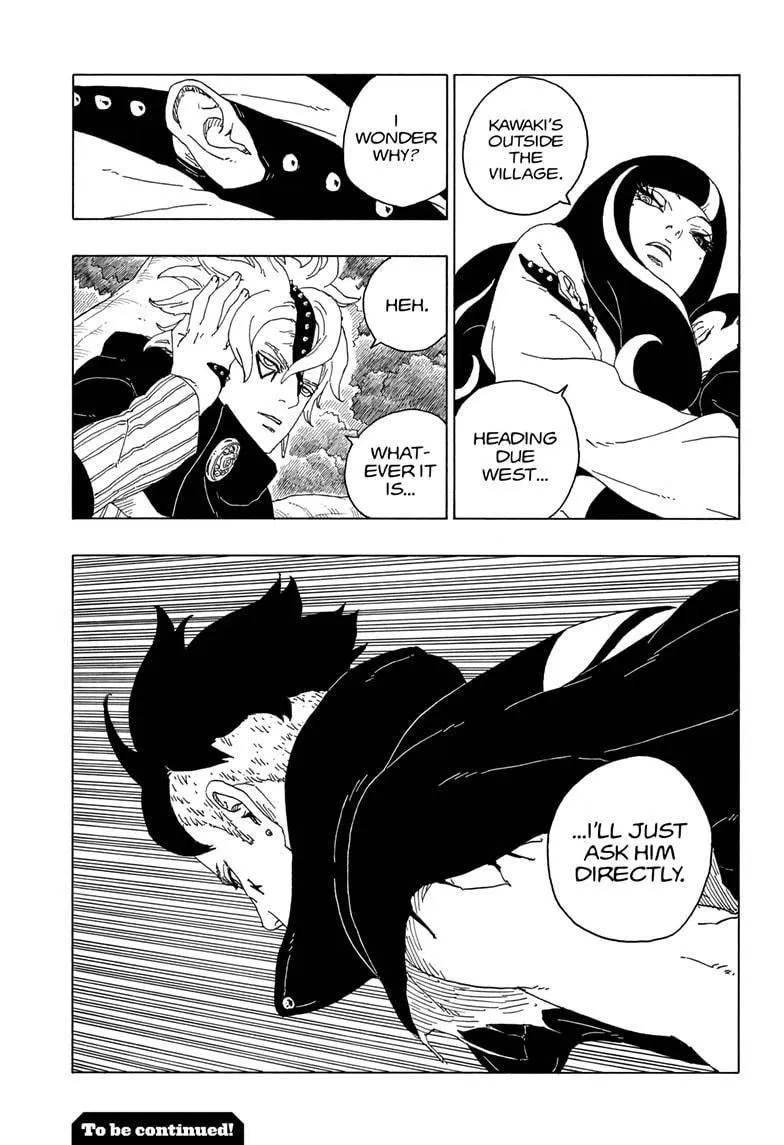 KAWAKI'S
OUTSIDE
THE
VILLAGE.
HEADING
DUE
WEST...
I
WONDER
WHY?
HEH.
WHAT-
EVER IT
IS...
...I'LL JUST
ASK HIM
DIRECTLY.
To be continued!